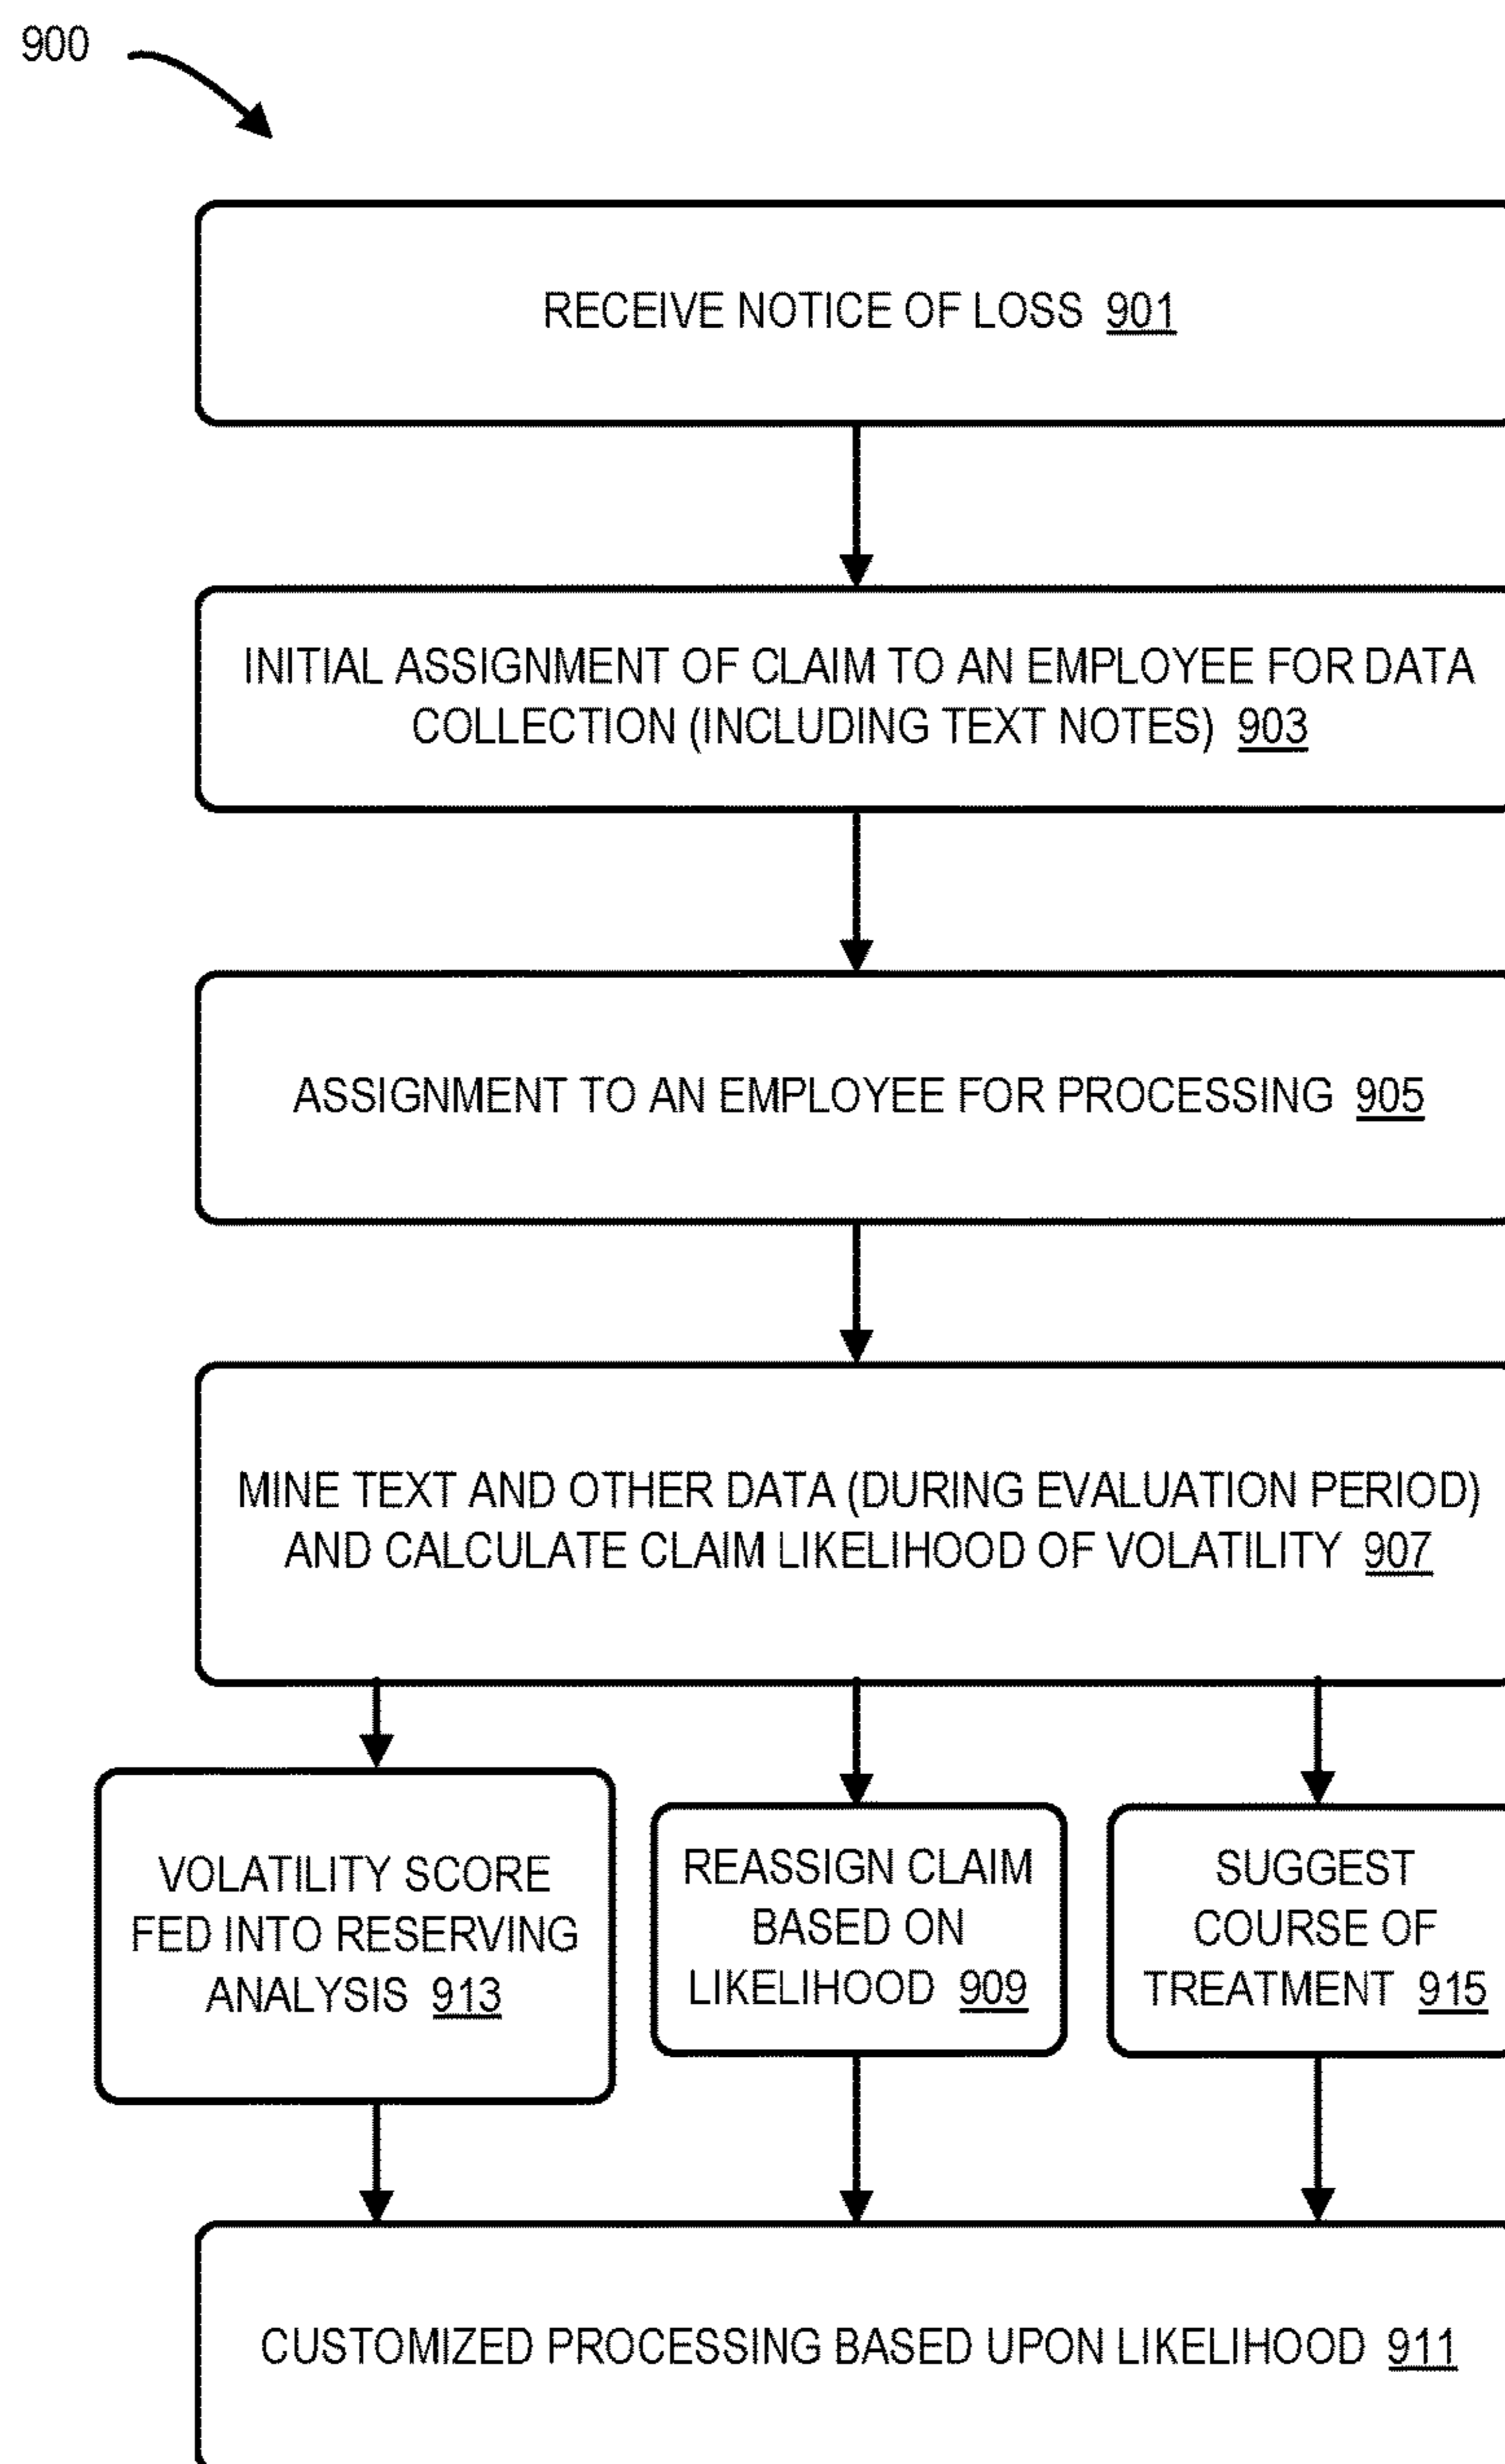 900
RECEIVE NOTICE OF LOSS 901
INITIAL ASSIGNMENT OF CLAIM TO AN EMPLOYEE FOR DATA
COLLECTION (INCLUDING TEXT NOTES) 903
ASSIGNMENT TO AN EMPLOYEE FOR PROCESSING 905
MINE TEXT AND OTHER DATA (DURING EVALUATION PERIOD)
AND CALCULATE CLAIM LIKELIHOOD OF VOLATILITY 907
VOLATILITY SCORE
FED INTO RESERVING
ANALYSIS 913
REASSIGN CLAIM
BASED ON
LIKELIHOOD 909
SUGGEST
COURSE OF
TREATMENT 915
CUSTOMIZED PROCESSING BASED UPON LIKELIHOOD 911